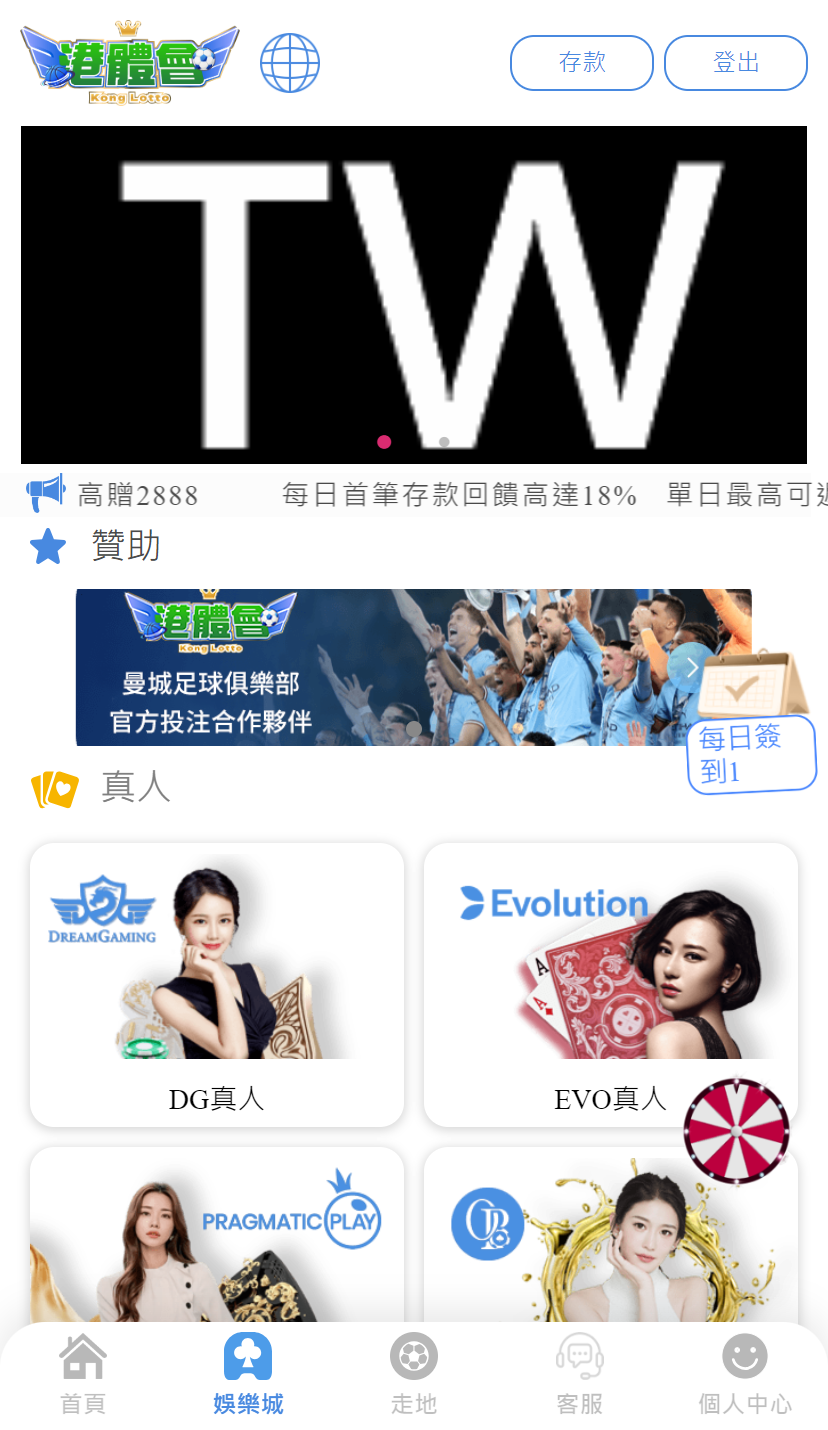 港體會
Kong Lotto
存款
登出
TW
高贈2888
每日首筆存款回饋高達18%
單日最高可
贊助
港體會
Kong Lotto
曼城足球俱樂部
官方投注合作夥伴
每日簽
到1
真人
DREAMGAMING
DG真人
Evolution
A
A
EVO真人
PRAGMATIC PLAY
首頁
娛樂城
走地
客服
個人中心